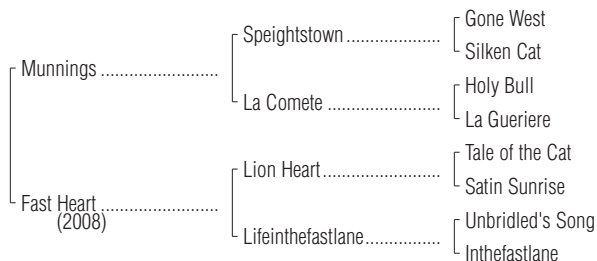 Gone West
Speightstown
Silken Cat
Munnings
Holy Bull
La Comete
La Gueriere
Tale of the Cat
Lion Heart
Satin Sunrise
Fast Heart
(2008)
Unbridled's Song
Lifeinthefastlane
Inthefastlane